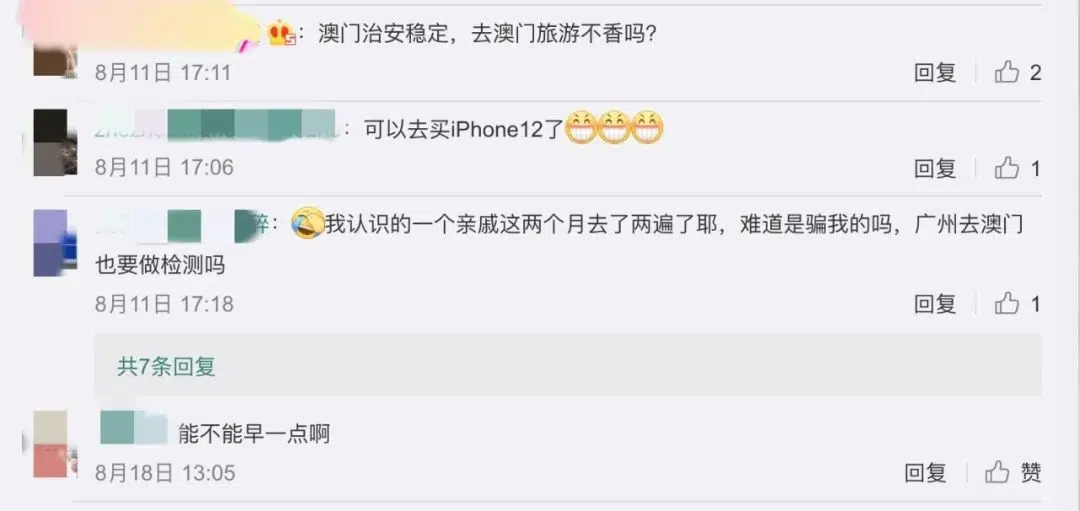 ：澳门治安稳定，去澳门旅游不香吗？
8月11日 17:11 回复 2
：可以去买iPhone12了
8月11日 17:06 回复 1
：我认识的一个亲戚这两个月去了两遍了耶，难道是骗我的吗，广州去澳门
也要做检测吗
8月11日 17:18 回复 1
共7条回复
能不能早一点啊
8月18日 13:05 回复 赞